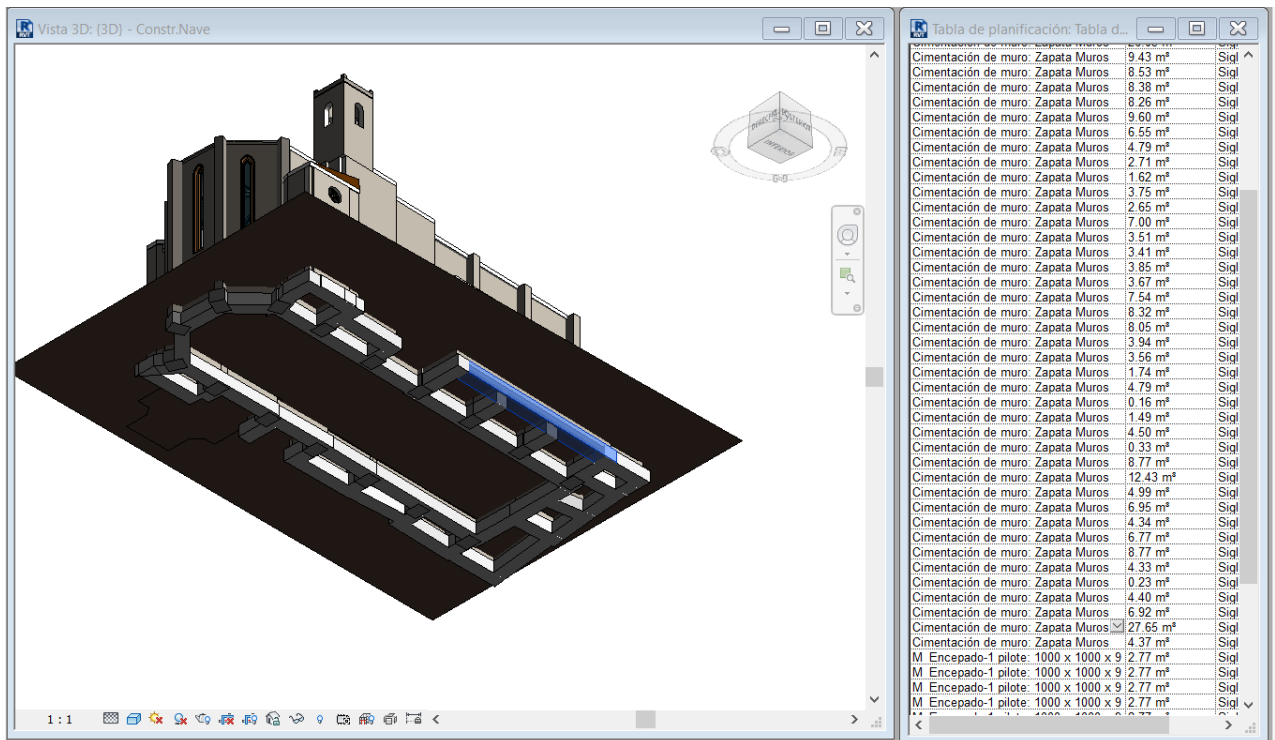 Vista 3D: {3D} - Constr.Nave
INFERIOR
1 : 1
Tabla de planificación: Tabla d...
Cimentación de muro: Zapata Muros
Cimentación de muro: Zapata Muros 9.43 m³ Sigl
Cimentación de muro: Zapata Muros 8.53 m³ Sigl
Cimentación de muro: Zapata Muros 8.38 m³ Sigl
Cimentación de muro: Zapata Muros 8.26 m³ Sigl
Cimentación de muro: Zapata Muros 9.60 m³ Sigl
Cimentación de muro: Zapata Muros 6.55 m³ Sigl
Cimentación de muro: Zapata Muros 4.79 m³ Sigl
Cimentación de muro: Zapata Muros 2.71 m³ Sigl
Cimentación de muro: Zapata Muros 1.62 m³ Sigl
Cimentación de muro: Zapata Muros 3.75 m³ Sigl
Cimentación de muro: Zapata Muros 2.65 m³ Sigl
Cimentación de muro: Zapata Muros 7.00 m³ Sigl
Cimentación de muro: Zapata Muros 3.51 m³ Sigl
Cimentación de muro: Zapata Muros 3.41 m³ Sigl
Cimentación de muro: Zapata Muros 3.85 m³ Sigl
Cimentación de muro: Zapata Muros 3.67 m³ Sigl
Cimentación de muro: Zapata Muros 7.54 m³ Sigl
Cimentación de muro: Zapata Muros 8.32 m³ Sigl
Cimentación de muro: Zapata Muros 8.05 m³ Sigl
Cimentación de muro: Zapata Muros 3.94 m³ Sigl
Cimentación de muro: Zapata Muros 3.56 m³ Sigl
Cimentación de muro: Zapata Muros 1.74 m³ Sigl
Cimentación de muro: Zapata Muros 4.79 m³ Sigl
Cimentación de muro: Zapata Muros 0.16 m³ Sigl
Cimentación de muro: Zapata Muros 1.49 m³ Sigl
Cimentación de muro: Zapata Muros 4.50 m³ Sigl
Cimentación de muro: Zapata Muros 0.33 m³ Sigl
Cimentación de muro: Zapata Muros 8.77 m³ Sigl
Cimentación de muro: Zapata Muros 12.43 m³ Sigl
Cimentación de muro: Zapata Muros 4.99 m³ Sigl
Cimentación de muro: Zapata Muros 6.95 m³ Sigl
Cimentación de muro: Zapata Muros 4.34 m³ Sigl
Cimentación de muro: Zapata Muros 6.77 m³ Sigl
Cimentación de muro: Zapata Muros 8.77 m³ Sigl
Cimentación de muro: Zapata Muros 4.33 m³ Sigl
Cimentación de muro: Zapata Muros 0.23 m³ Sigl
Cimentación de muro: Zapata Muros 4.40 m³ Sigl
Cimentación de muro: Zapata Muros 6.92 m³ Sigl
Cimentación de muro: Zapata Muros 27.65 m³ Sigl
Cimentación de muro: Zapata Muros 4.37 m³ Sigl
M_Encepado-1 pilote: 1000 x 1000 x 9 2.77 m³ Sigl
M_Encepado-1 pilote: 1000 x 1000 x 9 2.77 m³ Sigl
M_Encepado-1 pilote: 1000 x 1000 x 9 2.77 m³ Sigl
M_Encepado-1 pilote: 1000 x 1000 x 9 2.77 m³ Sigl